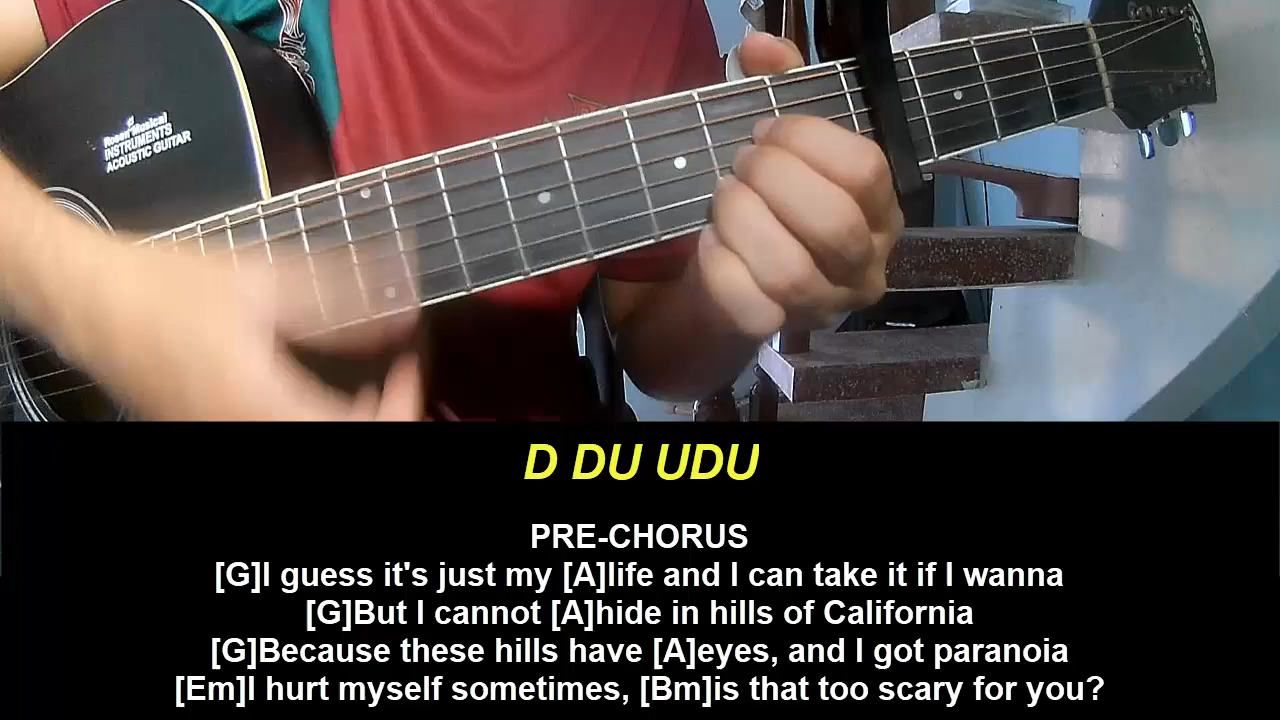 INSTRUMENTS
ACOUSTIC GUITAR
D DU UDU
PRE-CHORUS
[G]I guess it's just my [A]life and I can take it if I wanna
[G]But I cannot [A]hide in hills of California
[G]Because these hills have [A]eyes, and I got paranoia
[Em]I hurt myself sometimes, [Bm]is that too scary for you?